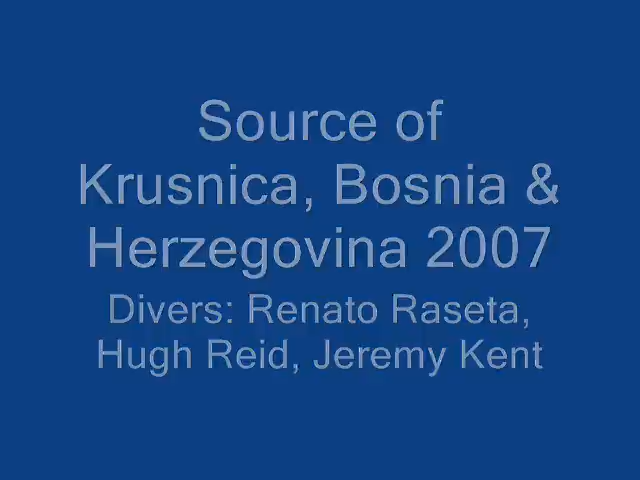 Source of
Krusnica, Bosnia &
Herzegovina 2007
Divers: Renato Raseta,
Hugh Reid, Jeremy Kent